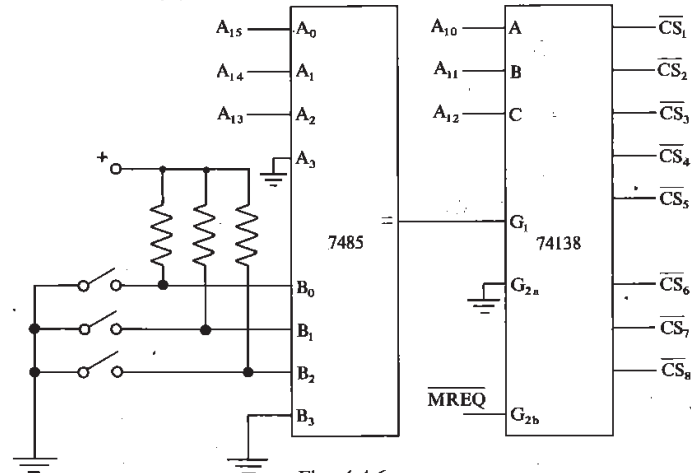 A15 A0 A10 A CS1
A14 A1 A11 B CS2
A13 A2 A12 C CS3
+ A3 CS4
CS5
= G1
7485 74138
B0 G2a CS6
B1 CS7
B2 CS8
MREQ
B3 G2b